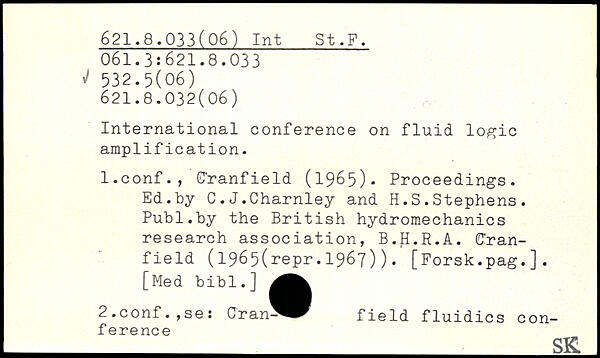 621.8.033(06) Int St.F.
061.3:621.8.033
✓ 532.5(06)
621.8.032(06)
International conference on fluid logic
amplification.
1.conf., Cranfield (1965). Proceedings.
Ed.by C.J.Charnley and H.S.Stephens.
Publ.by the British hydromechanics
research association, B.H.R.A. Cran-
field (1965(repr.1967)). [Forsk.pag.].
[Med bibl.]
2.conf.,se: Cran- field fluidics con-
ference
SK